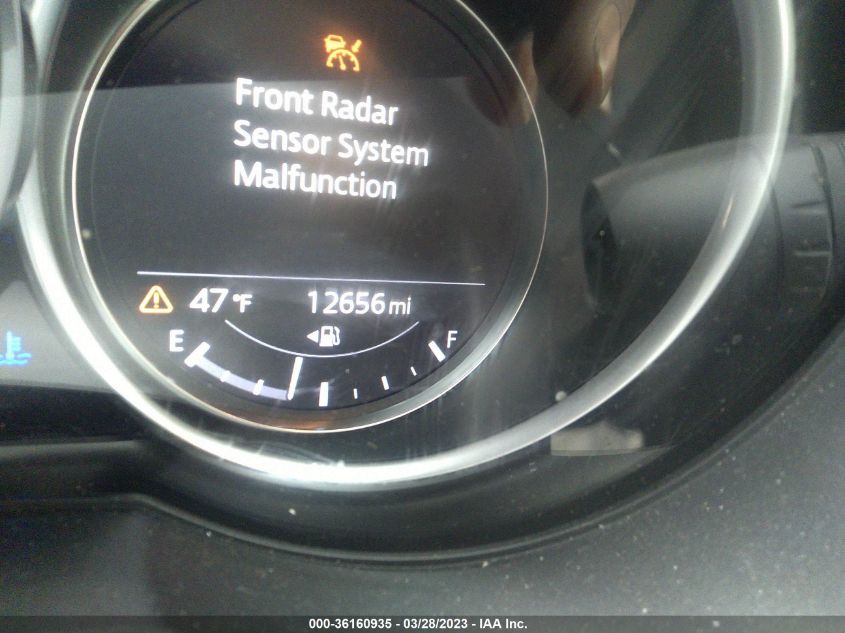 Front Radar
Sensor System
Malfunction
47 °F 12656 mi
E F
000-36160935 - 03/28/2023 - IAA Inc.